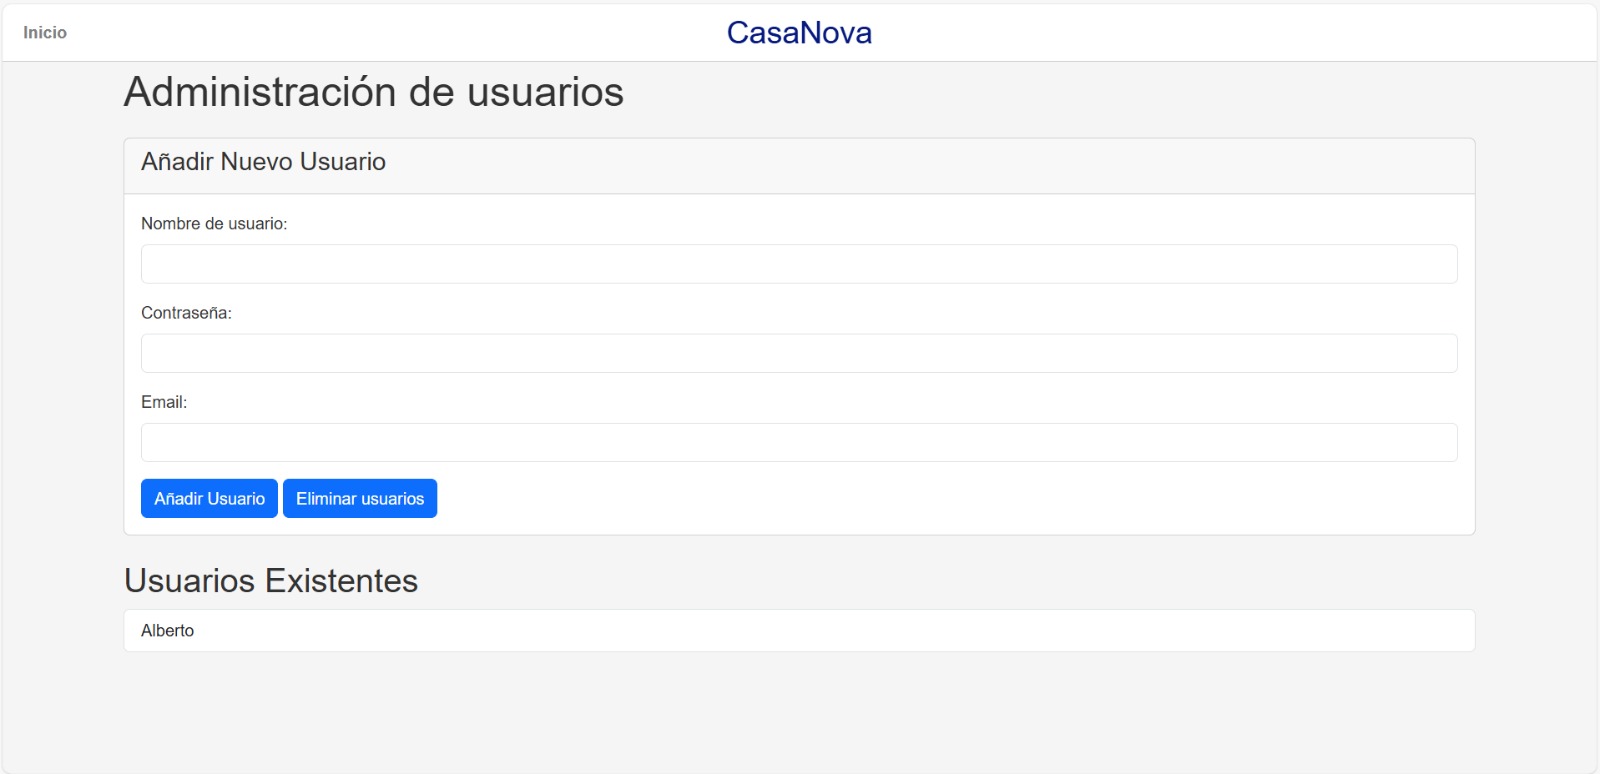 Inicio
CasaNova
Administración de usuarios
Añadir Nuevo Usuario
Nombre de usuario:
Contraseña:
Email:
Añadir Usuario
Eliminar usuarios
Usuarios Existentes
Alberto